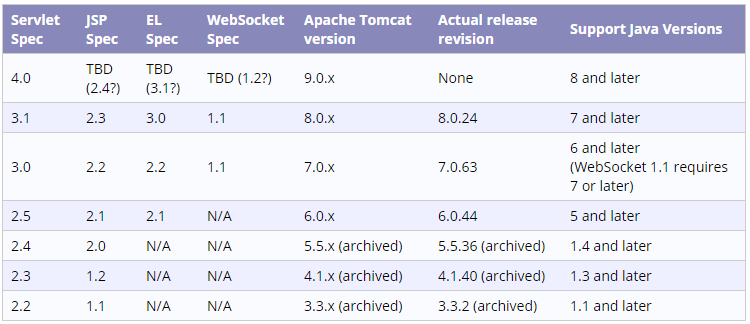 Servlet Spec JSP Spec EL Spec WebSocket Spec Apache Tomcat version Actual release revision Support Java Versions
4.0 TBD (2.4?) TBD (3.1?) TBD (1.2?) 9.0.x None 8 and later
3.1 2.3 3.0 1.1 8.0.x 8.0.24 7 and later
3.0 2.2 2.2 1.1 7.0.x 7.0.63 6 and later (WebSocket 1.1 requires 7 or later)
2.5 2.1 2.1 N/A 6.0.x 6.0.44 5 and later
2.4 2.0 N/A N/A 5.5.x (archived) 5.5.36 (archived) 1.4 and later
2.3 1.2 N/A N/A 4.1.x (archived) 4.1.40 (archived) 1.3 and later
2.2 1.1 N/A N/A 3.3.x (archived) 3.3.2 (archived) 1.1 and later